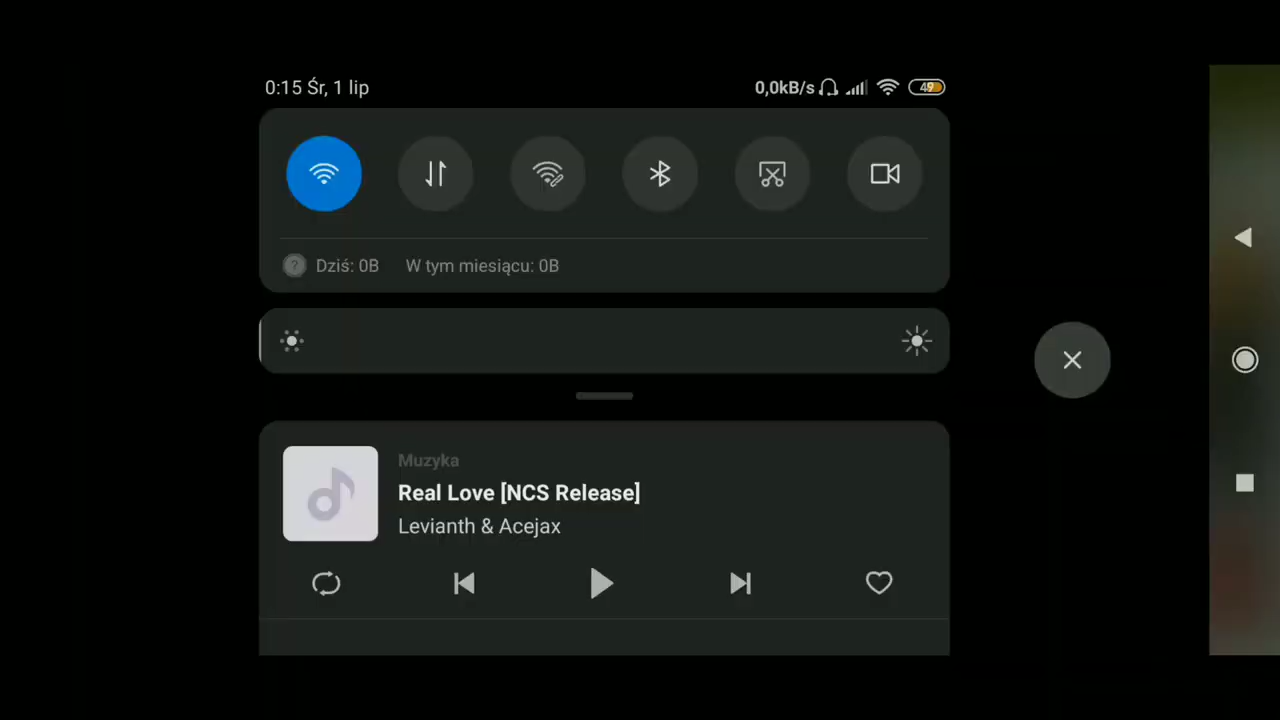 0:15 Śr, 1 lip
0,0kB/s 49
Dziś: 0B W tym miesiącu: 0B
Muzyka
Real Love [NCS Release]
Levianth & Acejax